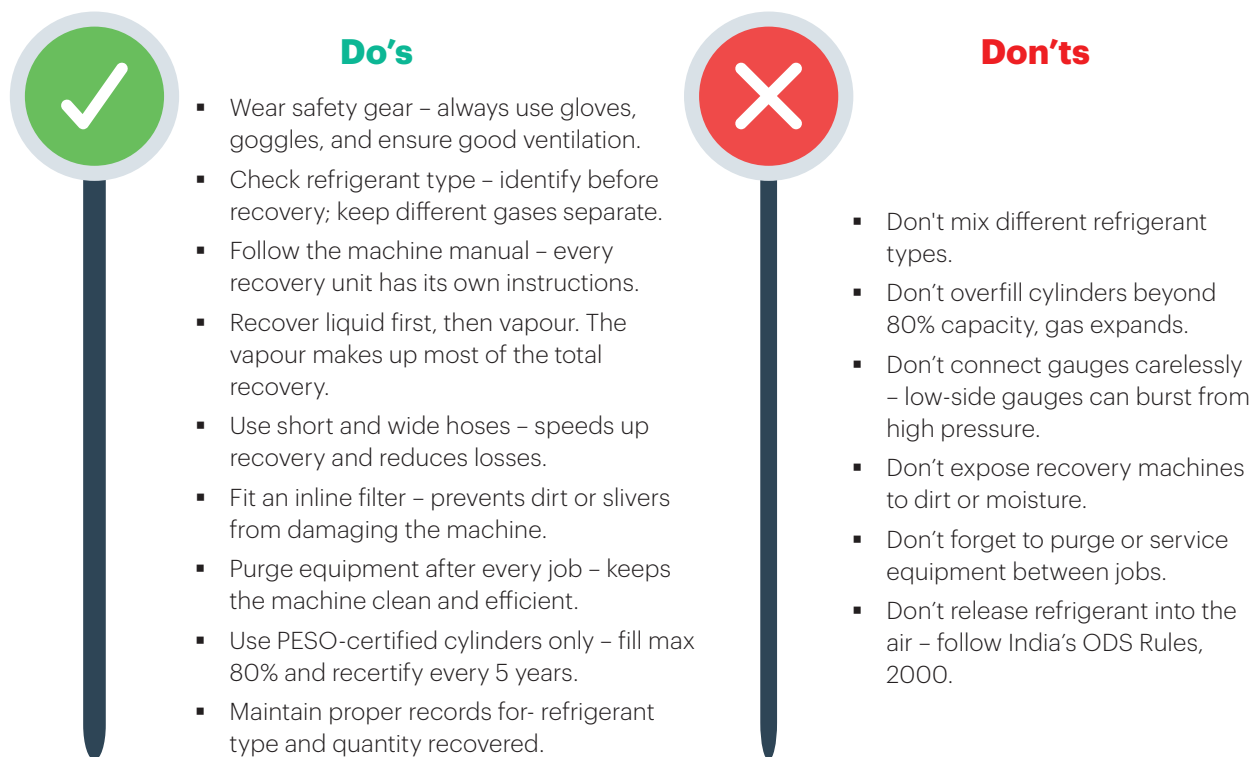 Do’s
▪ Wear safety gear – always use gloves,
goggles, and ensure good ventilation.
▪ Check refrigerant type – identify before
recovery; keep different gases separate.
▪ Follow the machine manual – every
recovery unit has its own instructions.
▪ Recover liquid first, then vapour. The
vapour makes up most of the total
recovery.
▪ Use short and wide hoses – speeds up
recovery and reduces losses.
▪ Fit an inline filter – prevents dirt or slivers
from damaging the machine.
▪ Purge equipment after every job – keeps
the machine clean and efficient.
▪ Use PESO-certified cylinders only – fill max
80% and recertify every 5 years.
▪ Maintain proper records for- refrigerant
type and quantity recovered.
Don’ts
▪ Don't mix different refrigerant
types.
▪ Don’t overfill cylinders beyond
80% capacity, gas expands.
▪ Don’t connect gauges carelessly
– low-side gauges can burst from
high pressure.
▪ Don’t expose recovery machines
to dirt or moisture.
▪ Don’t forget to purge or service
equipment between jobs.
▪ Don’t release refrigerant into the
air – follow India’s ODS Rules,
2000.